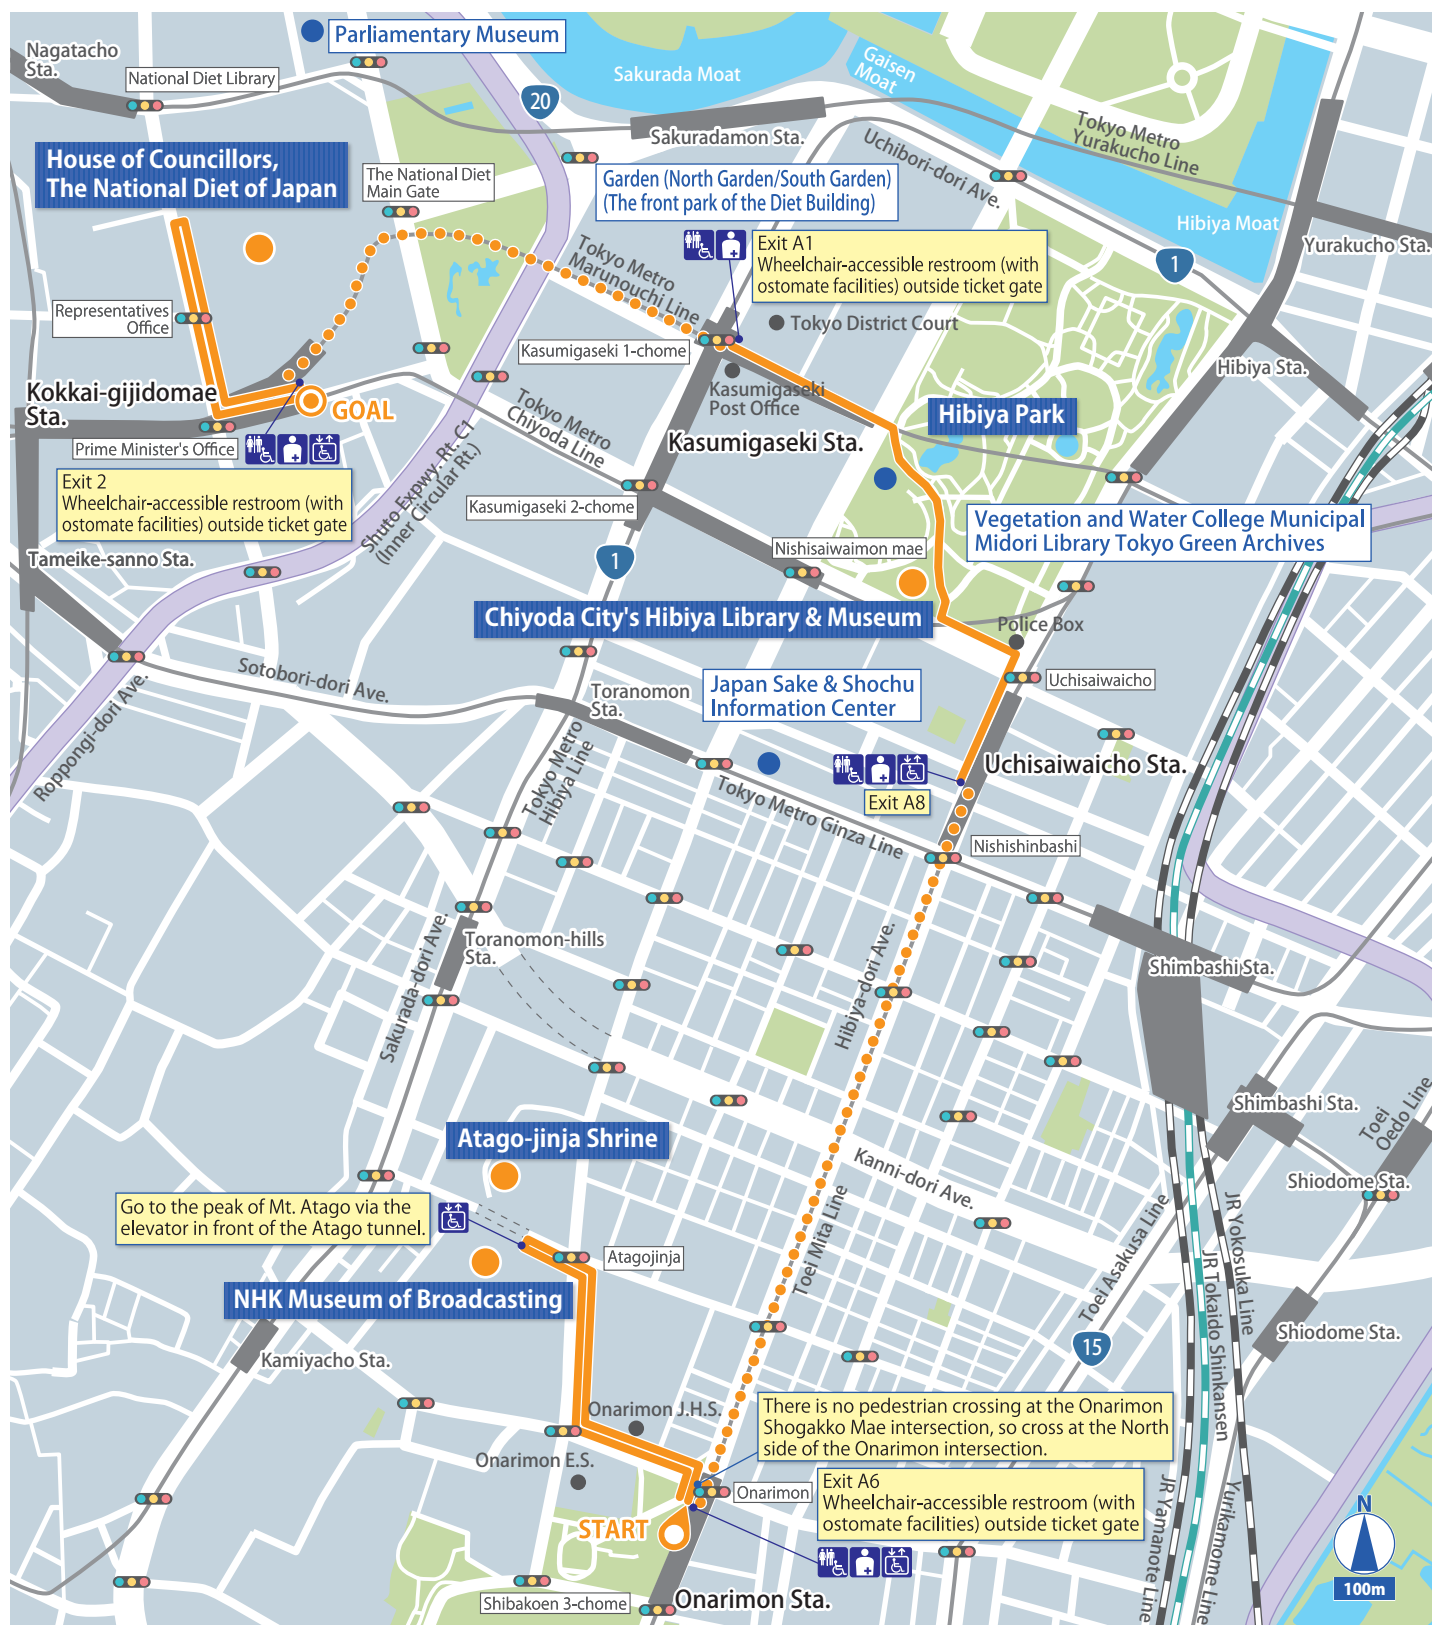 Parliamentary Museum
Nagatacho
Sta.
National Diet Library
Sakurada Moat
Gaisen
Moat
20
Sakuradamon Sta.
Tokyo Metro
Yurakucho Line
Uchibori-dori Ave.
House of Councillors,
The National Diet of Japan
The National Diet
Main Gate
Garden (North Garden/South Garden)
(The front park of the Diet Building)
Hibiya Moat
Yurakucho Sta.
1
Exit A1
Wheelchair-accessible restroom (with
ostomate facilities) outside ticket gate
Tokyo Metro
Marunouchi Line
Representatives
Office
Tokyo District Court
Kasumigaseki 1-chome
Hibiya Sta.
Kokkai-gijidomae
Sta.
GOAL
Kasumigaseki
Post Office
Tokyo Metro
Chiyoda Line
Hibiya Park
Prime Minister's Office
Kasumigaseki Sta.
Exit 2
Wheelchair-accessible restroom (with
ostomate facilities) outside ticket gate
Shuto Expwy. Rt. C1
(Inner Circular Rt.)
Kasumigaseki 2-chome
Vegetation and Water College Municipal
Midori Library Tokyo Green Archives
Tameike-sanno Sta.
1
Nishisaiwaimon mae
Chiyoda City's Hibiya Library & Museum
Police Box
Sotobori-dori Ave.
Roppongi-dori Ave.
Toranomon
Sta.
Japan Sake & Shochu
Information Center
Uchisaiwaicho
Tokyo Metro
Hibiya Line
Uchisaiwaicho Sta.
Exit A8
Tokyo Metro Ginza Line
Nishishinbashi
Sakurada-dori Ave.
Toranomon-hills
Sta.
Hibiya-dori Ave.
Shimbashi Sta.
Shimbashi Sta.
Toei
Oedo Line
Atago-jinja Shrine
Kanni-dori Ave.
Shiodome Sta.
Go to the peak of Mt. Atago via the
elevator in front of the Atago tunnel.
Toei Mita Line
Toei Asakusa Line
JR Yokosuka Line
JR Tokaido Shinkansen
Atagojinja
NHK Museum of Broadcasting
Shiodome Sta.
15
Kamiyacho Sta.
Onarimon J.H.S.
There is no pedestrian crossing at the Onarimon
Shogakko Mae intersection, so cross at the North
side of the Onarimon intersection.
Onarimon E.S.
Onarimon
Exit A6
Wheelchair-accessible restroom (with
ostomate facilities) outside ticket gate
START
JR Yamanote Line
Yurikamome Line
N
100m
Shibakoen 3-chome
Onarimon Sta.